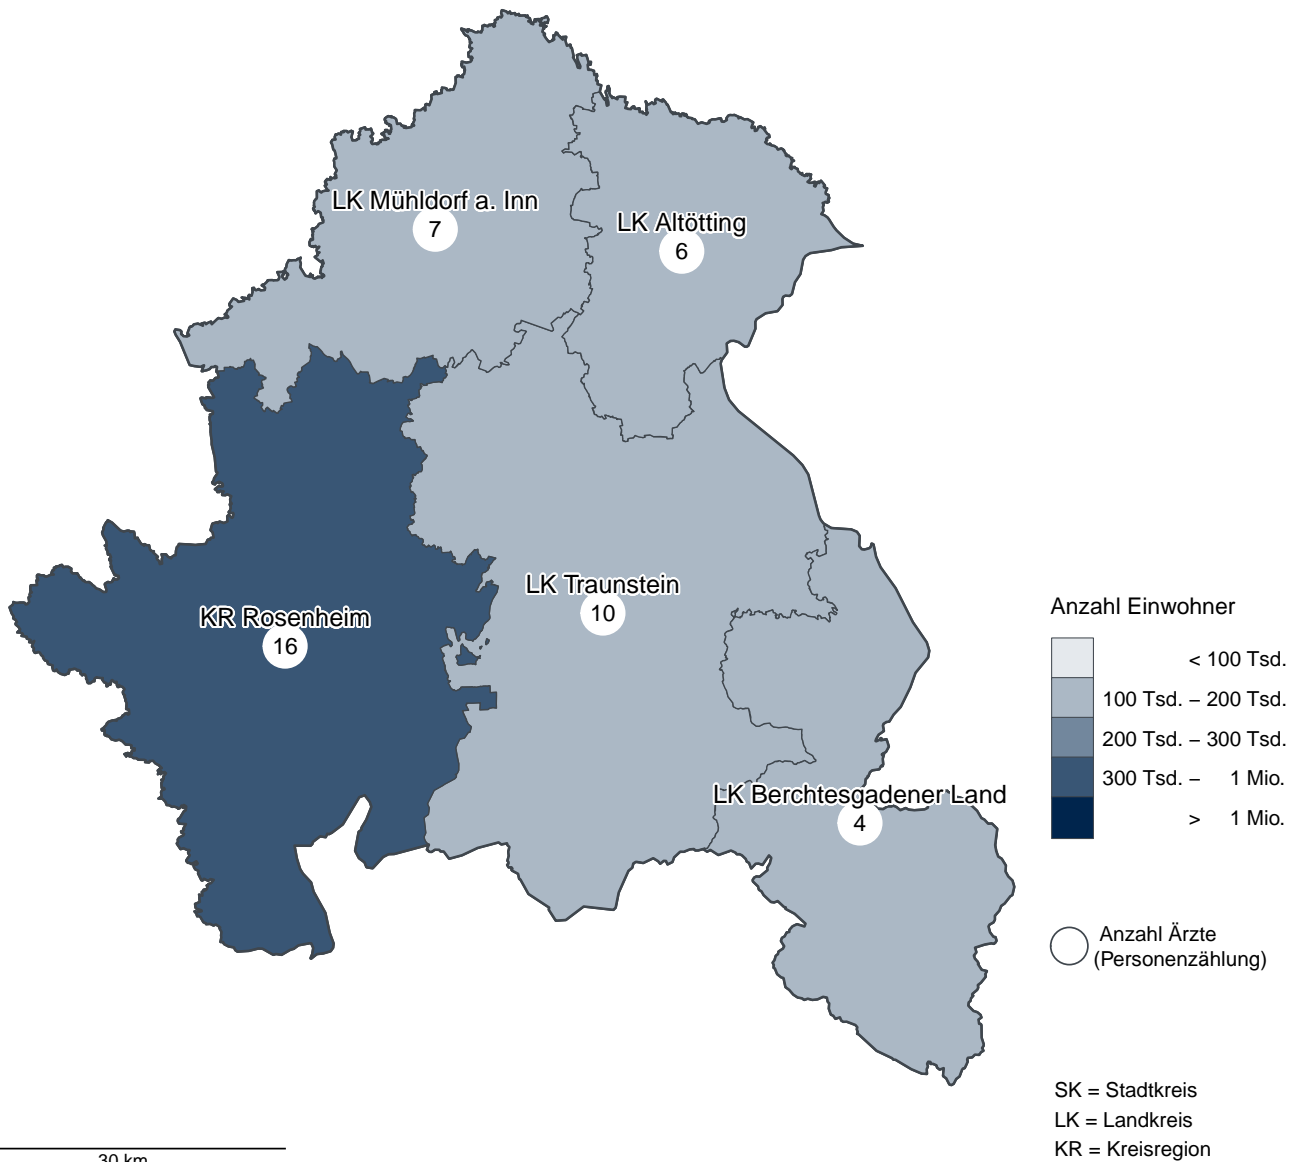 LK Mühldorf a. Inn
7
LK Altötting
6
LK Traunstein
10
KR Rosenheim
16
LK Berchtesgadener Land
4
Anzahl Einwohner
< 100 Tsd.
100 Tsd. – 200 Tsd.
200 Tsd. – 300 Tsd.
300 Tsd. – 1 Mio.
> 1 Mio.
Anzahl Ärzte
(Personenzählung)
SK = Stadtkreis
LK = Landkreis
KR = Kreisregion
30 km